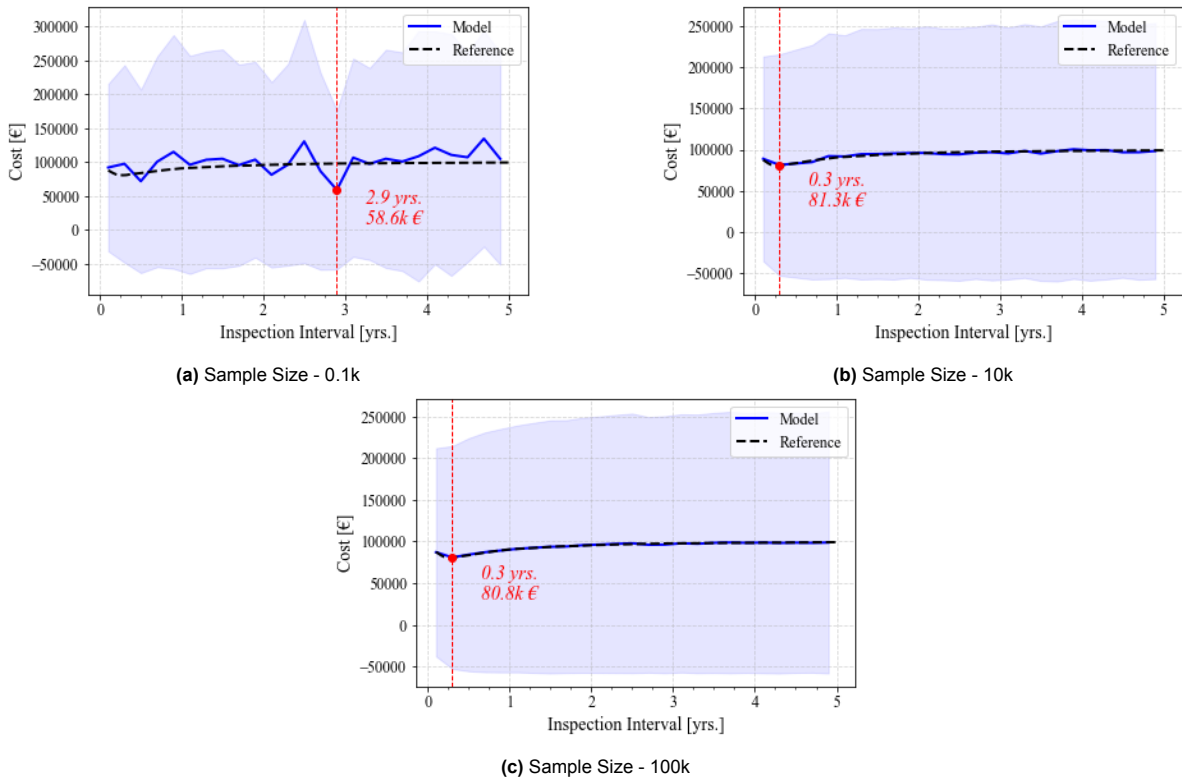 300000
250000
200000
150000
100000
50000
0
−50000
Cost [€]
Model
Reference
2.9 yrs.
58.6k €
0 1 2 3 4 5
Inspection Interval [yrs.]
(a) Sample Size - 0.1k
250000
200000
150000
100000
50000
0
−50000
Cost [€]
Model
Reference
0.3 yrs.
81.3k €
0 1 2 3 4 5
Inspection Interval [yrs.]
(b) Sample Size - 10k
250000
200000
150000
100000
50000
0
−50000
Cost [€]
Model
Reference
0.3 yrs.
80.8k €
0 1 2 3 4 5
Inspection Interval [yrs.]
(c) Sample Size - 100k